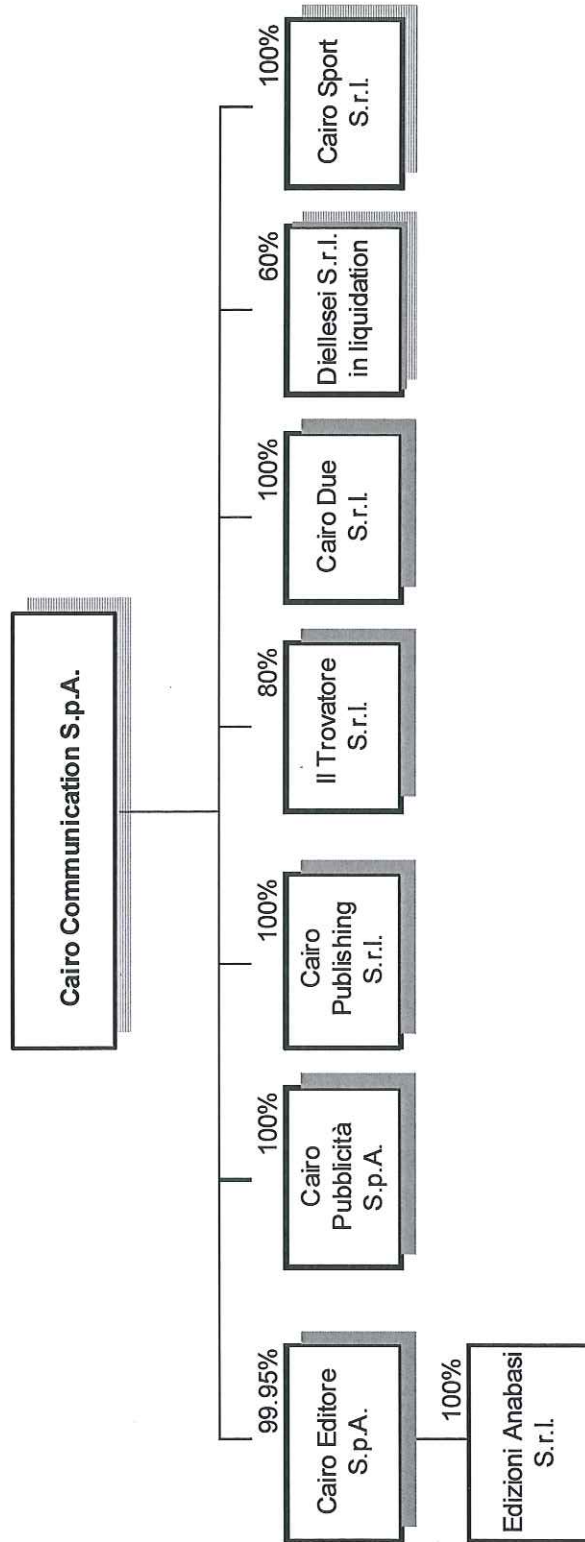 Cairo Communication S.p.A.
99.95%
100%
100%
80%
100%
60%
100%
Cairo Editore
S.p.A.
Cairo
Pubblicità
S.p.A.
Cairo
Publishing
S.r.l.
Il Trovatore
S.r.l.
Cairo Due
S.r.l.
Diellesei S.r.l.
in liquidation
Cairo Sport
S.r.l.
100%
Edizioni Anabasi
S.r.l.